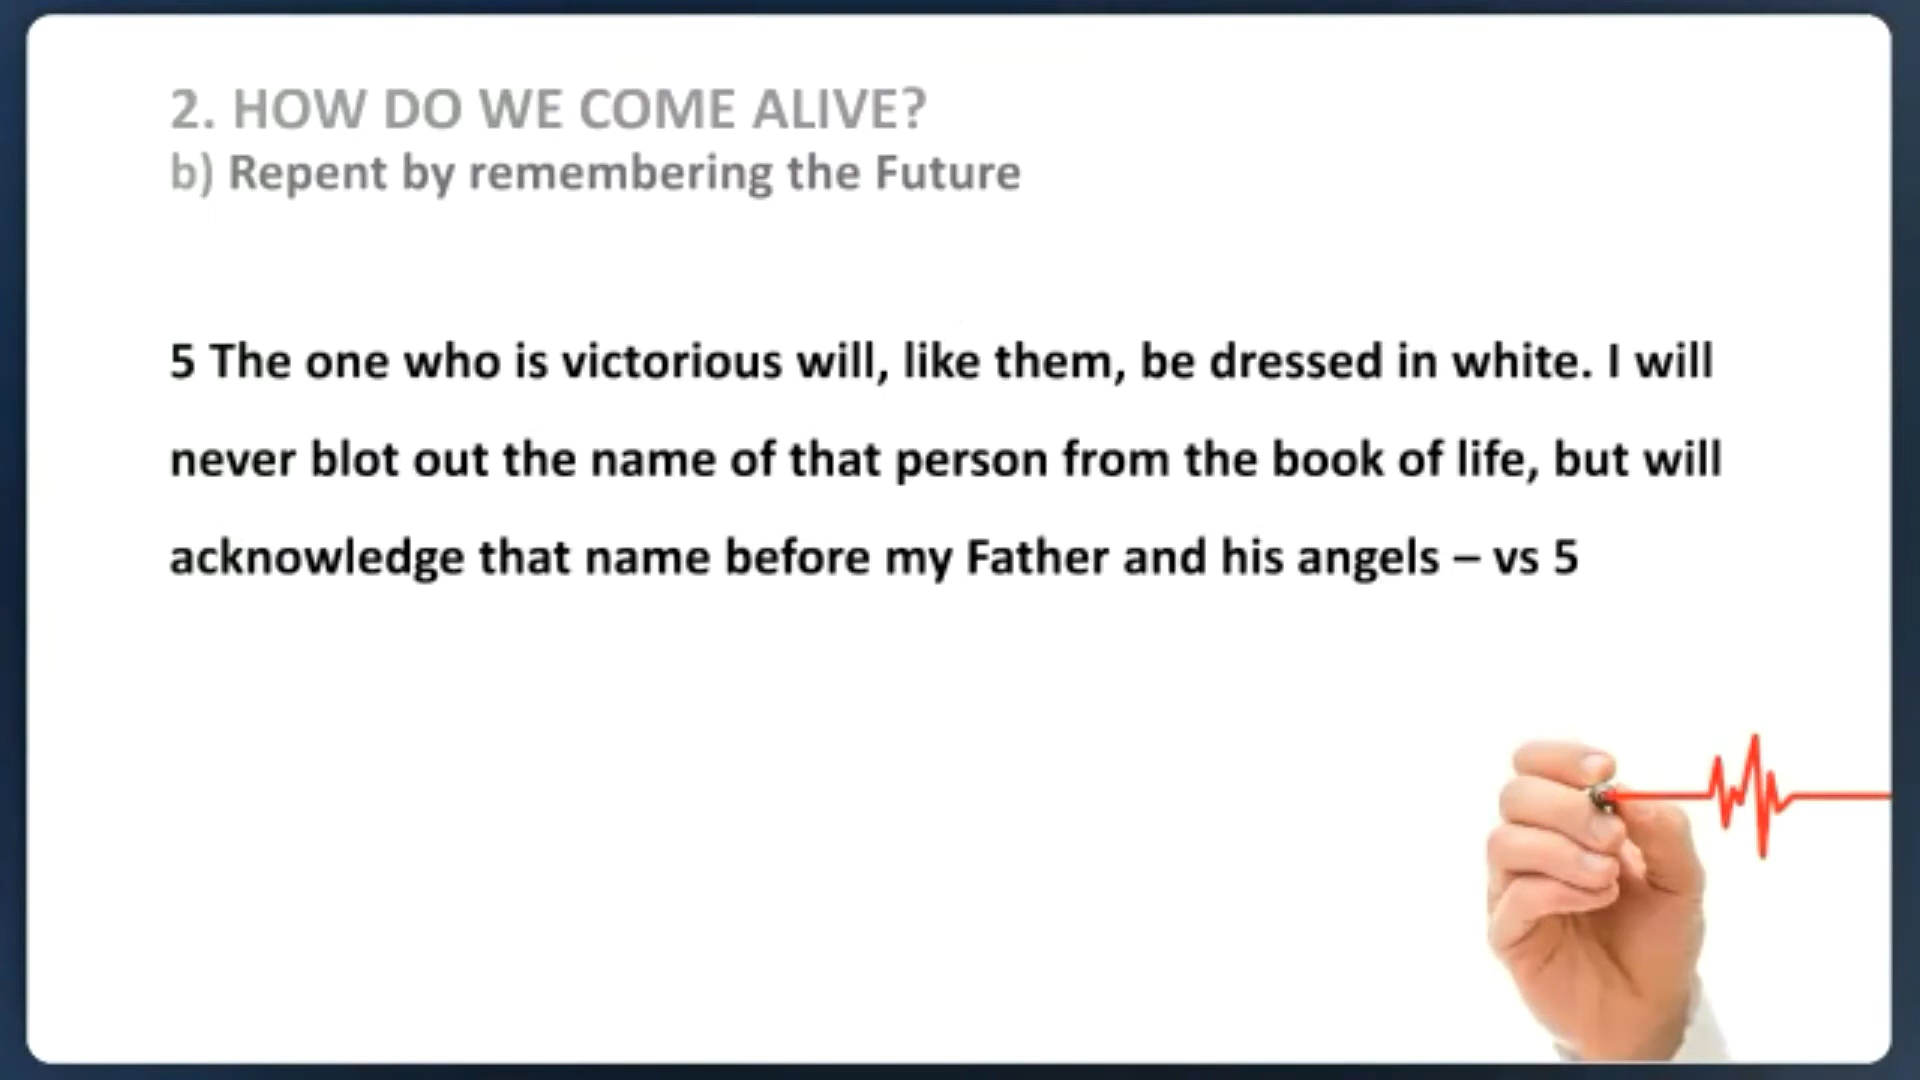 2. HOW DO WE COME ALIVE?
b) Repent by remembering the Future
5 The one who is victorious will, like them, be dressed in white. I will
never blot out the name of that person from the book of life, but will
acknowledge that name before my Father and his angels – vs 5